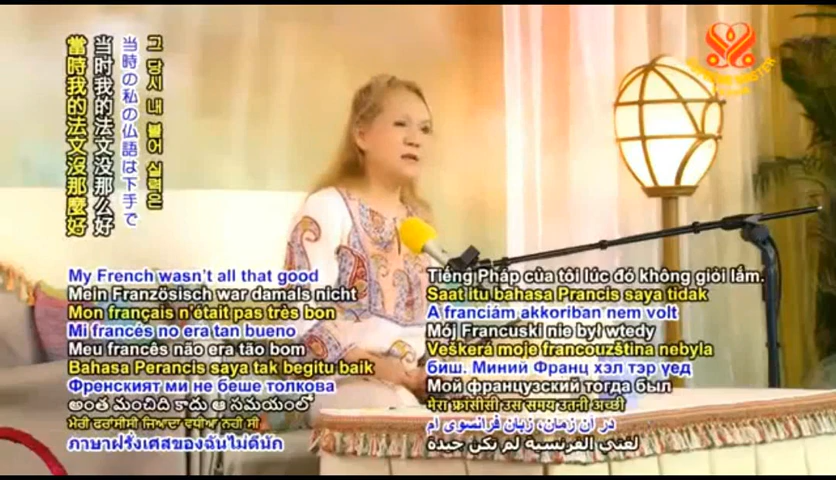 그 당시 내 불어 실력은
当時の私の仏語は下手で
当时我的法文没那么好
當時我的法文沒那麼好
My French wasn't all that good
Mein Französisch war damals nicht
Mon français n'était pas très bon
Mi francés no era tan bueno
Meu francês não era tão bom
Bahasa Perancis saya tak begitu baik
Френският ми не беше толкова
అంత మంచిది కాదు ఆ సమయంలో
ਮੇਰੀ ਫਰਾਂਸੀਸੀ ਜਿਆਦਾ ਵਧੀਆ ਨਹੀ ਸੀ
ภาษาฝรั่งเศสของฉันไม่ดีนัก
Tiếng Pháp của tôi lúc đó không giỏi lắm.
Saat itu bahasa Prancis saya tidak
A franciám akkoriban nem volt
Mój Francuski nie był wtedy
Veškerá moje francouzština nebyla
биш. Миний Франц хэл тэр үед
Мой французский тогда был
मेरा फ्रांसीसी उस समय उतनी अच्छी
در آن زمان، زبان فرانسوی ام
لغتي الفرنسية لم تكن جيدة